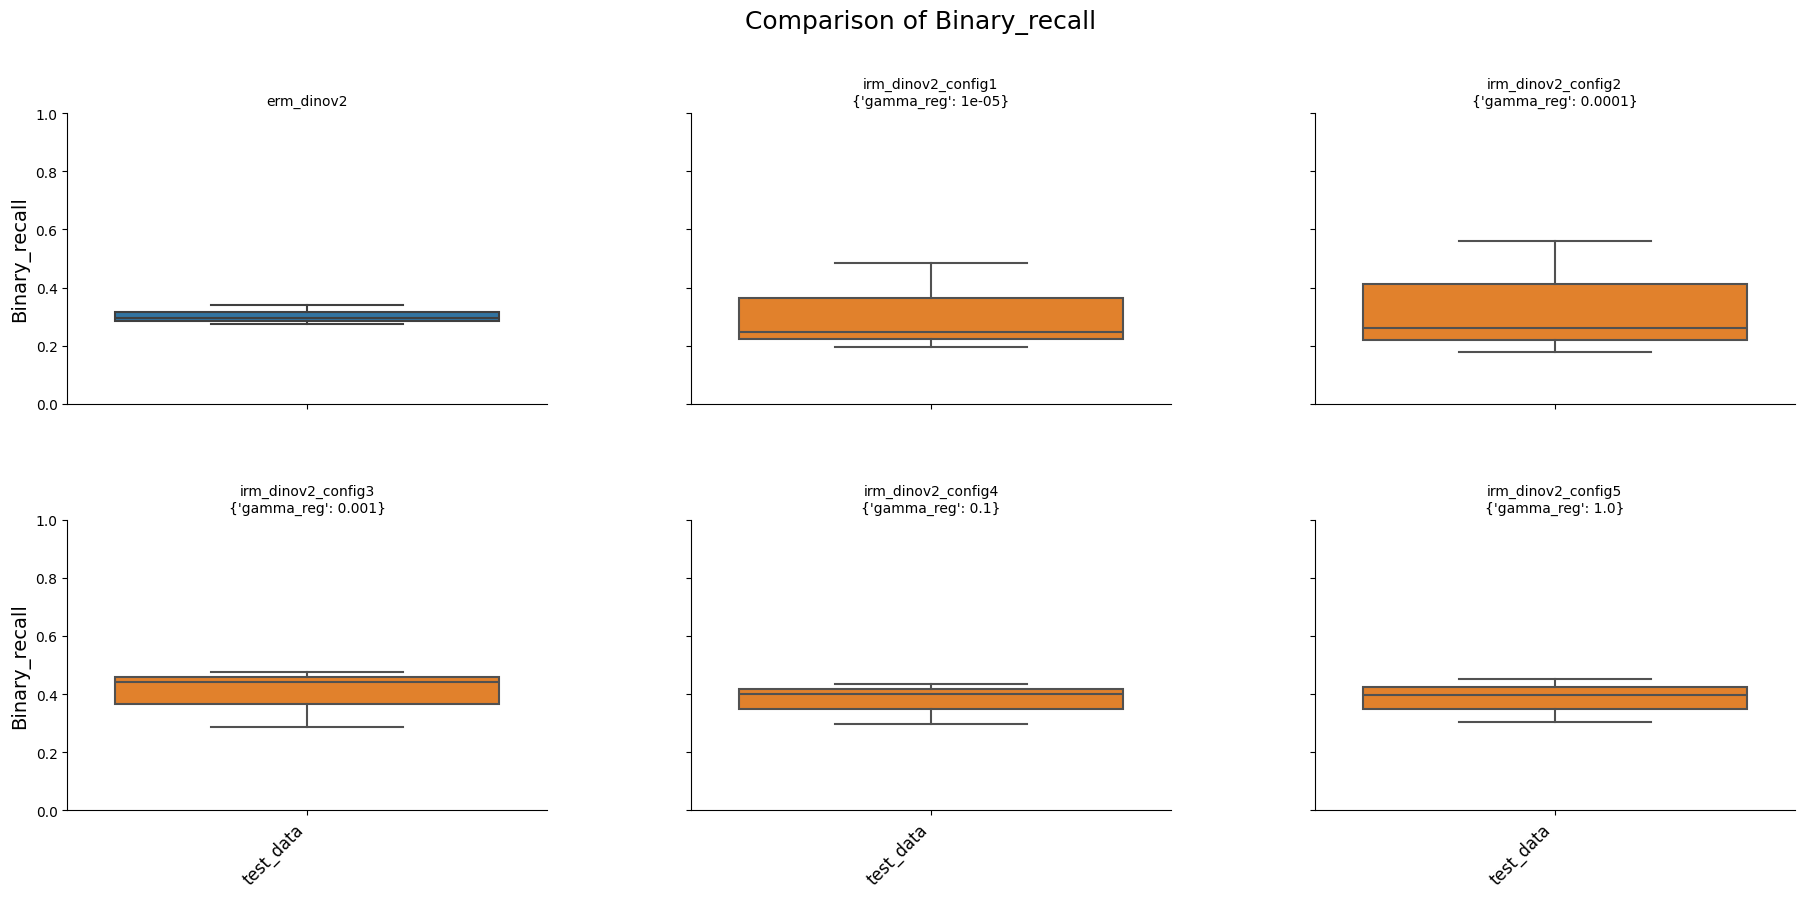 Comparison of Binary_recall
erm_dinov2
irm_dinov2_config1
{'gamma_reg': 1e-05}
irm_dinov2_config2
{'gamma_reg': 0.0001}
Binary_recall
1.0
0.8
0.6
0.4
0.2
0.0
irm_dinov2_config3
{'gamma_reg': 0.001}
irm_dinov2_config4
{'gamma_reg': 0.1}
irm_dinov2_config5
{'gamma_reg': 1.0}
Binary_recall
1.0
0.8
0.6
0.4
0.2
0.0
test_data
test_data
test_data